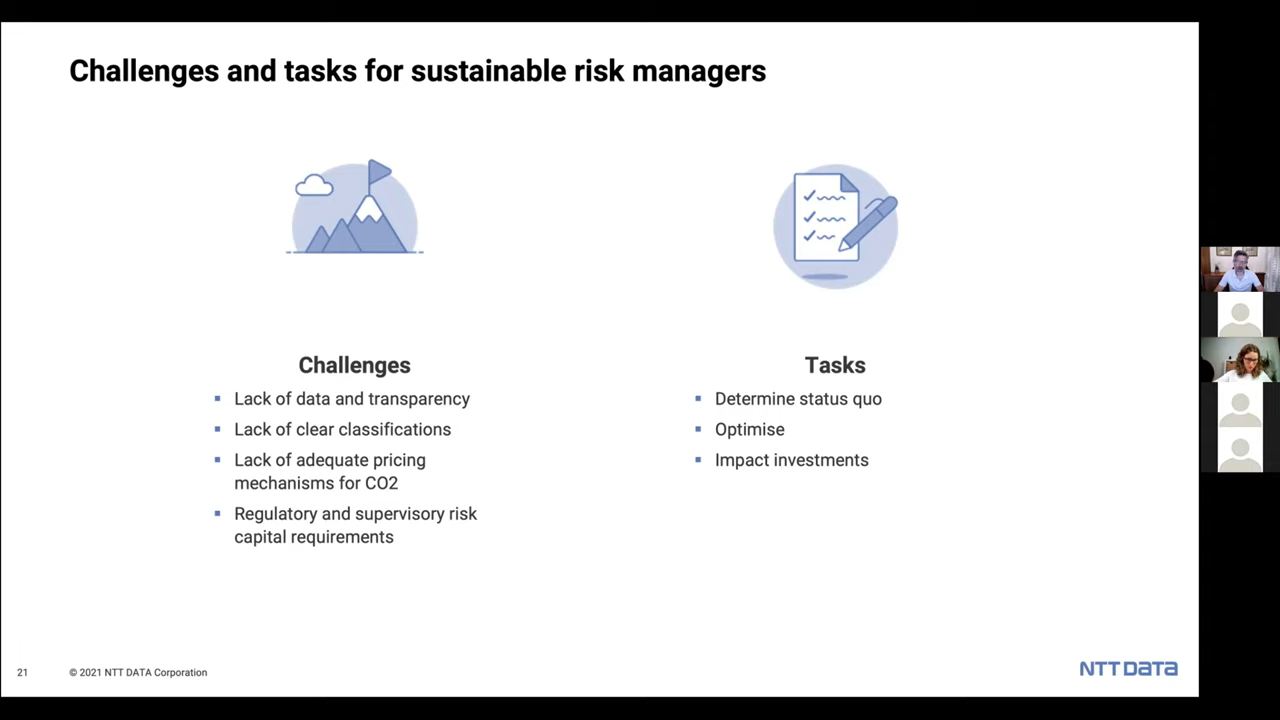 Challenges and tasks for sustainable risk managers
Challenges
Lack of data and transparency
Lack of clear classifications
Lack of adequate pricing
mechanisms for CO2
Regulatory and supervisory risk
capital requirements
Tasks
Determine status quo
Optimise
Impact investments
21
© 2021 NTT DATA Corporation
NTT DATA